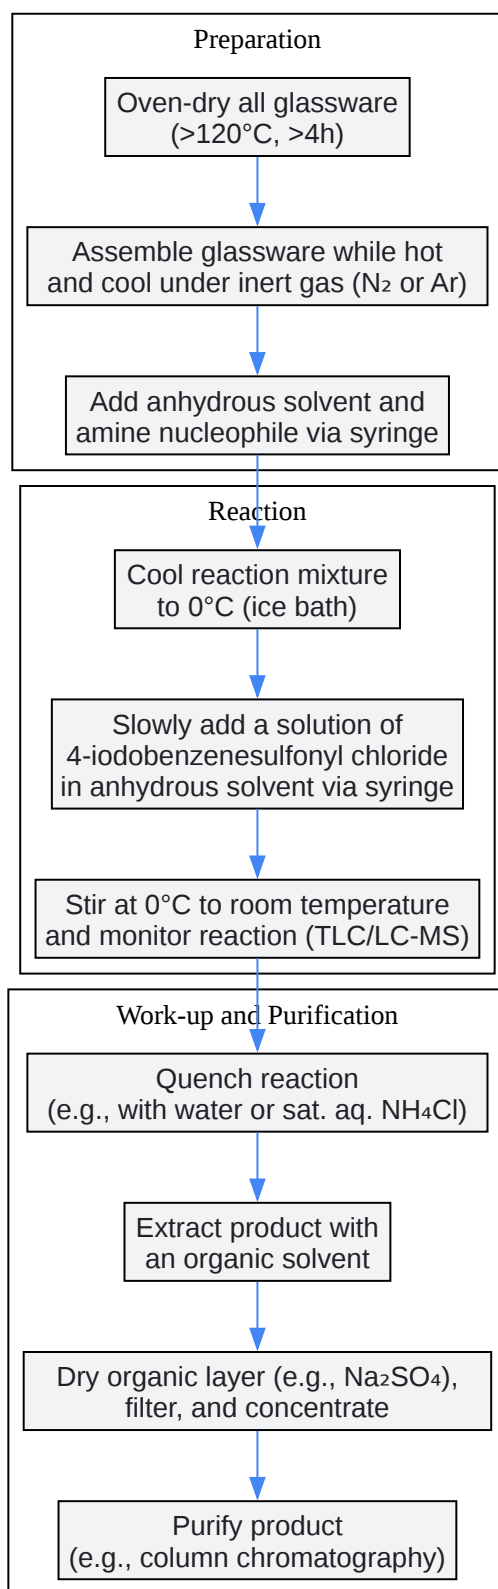 Preparation
Oven-dry all glassware
(>120°C, >4h)
Assemble glassware while hot
and cool under inert gas (N₂ or Ar)
Add anhydrous solvent and
amine nucleophile via syringe
Reaction
Cool reaction mixture
to 0°C (ice bath)
Slowly add a solution of
4-iodobenzenesulfonyl chloride
in anhydrous solvent via syringe
Stir at 0°C to room temperature
and monitor reaction (TLC/LC-MS)
Work-up and Purification
Quench reaction
(e.g., with water or sat. aq. NH₄Cl)
Extract product with
an organic solvent
Dry organic layer (e.g., Na₂SO₄),
filter, and concentrate
Purify product
(e.g., column chromatography)